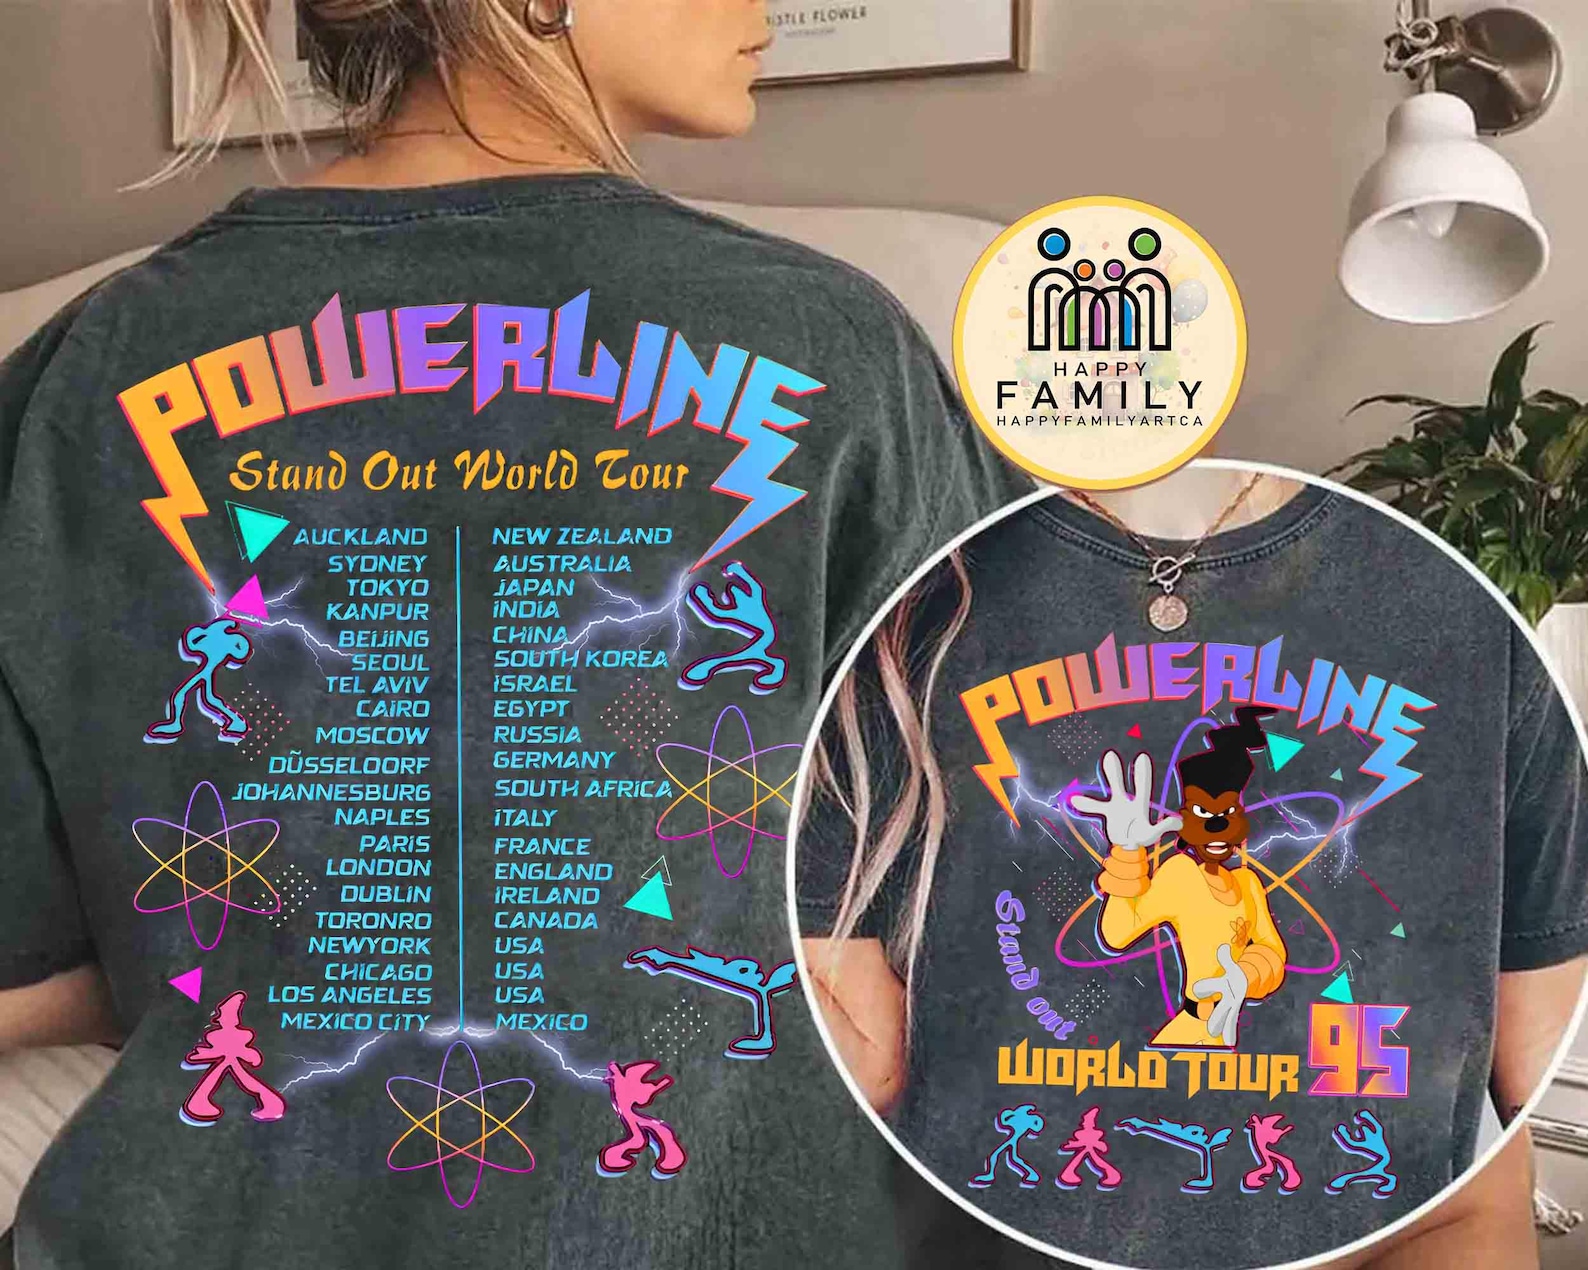 ISTLE FLOWER
POWERLINE
Stand Out World Tour
AUCKLAND NEW ZEALAND
SYDNEY AUSTRALIA
TOKYO JAPAN
KANPUR INDIA
BEIJING CHINA
SEOUL SOUTH KOREA
TEL AVIV ISRAEL
CAIRO EGYPT
MOSCOW RUSSIA
DÜSSELOORF GERMANY
JOHANNESBURG SOUTH AFRICA
NAPLES ITALY
PARIS FRANCE
LONDON ENGLAND
DUBLIN IRELAND
TORONRO CANADA
NEWYORK USA
CHICAGO USA
LOS ANGELES USA
MEXICO CITY MEXICO
HAPPY
FAMILY
HAPPYFAMILYARTCA
POWERLINE
Stand out
WORLD TOUR 95